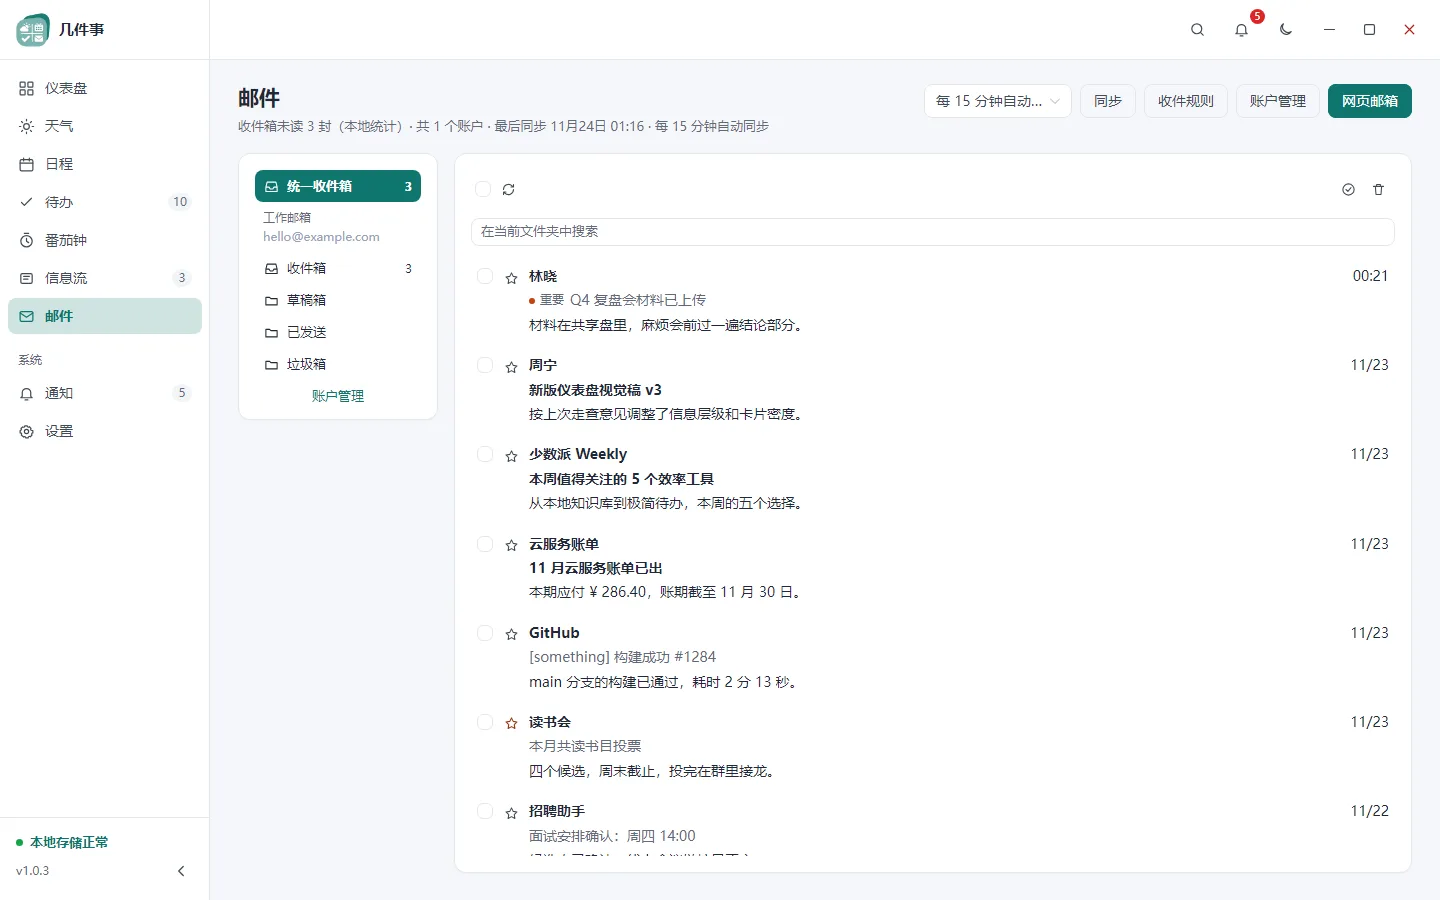 几件事
5
仪表盘
天气
日程
待办 10
番茄钟
信息流 3
邮件
系统
通知 5
设置
本地存储正常
v1.0.3
邮件
收件箱未读 3 封（本地统计）· 共 1 个账户 · 最后同步 11月24日 01:16 · 每 15 分钟自动同步
每 15 分钟自动...
同步
收件规则
账户管理
网页邮箱
统一收件箱 3
工作邮箱
hello@example.com
收件箱 3
草稿箱
已发送
垃圾箱
账户管理
在当前文件夹中搜索
林晓 00:21
重要 Q4 复盘会材料已上传
材料在共享盘里，麻烦会前过一遍结论部分。
周宁 11/23
新版仪表盘视觉稿 v3
按上次走查意见调整了信息层级和卡片密度。
少数派 Weekly 11/23
本周值得关注的 5 个效率工具
从本地知识库到极简待办，本周的五个选择。
云服务账单 11/23
11 月云服务账单已出
本期应付 ¥ 286.40，账期截至 11 月 30 日。
GitHub 11/23
[something] 构建成功 #1284
main 分支的构建已通过，耗时 2 分 13 秒。
读书会 11/23
本月共读书目投票
四个候选，周末截止，投完在群里接龙。
招聘助手 11/22
面试安排确认：周四 14:00